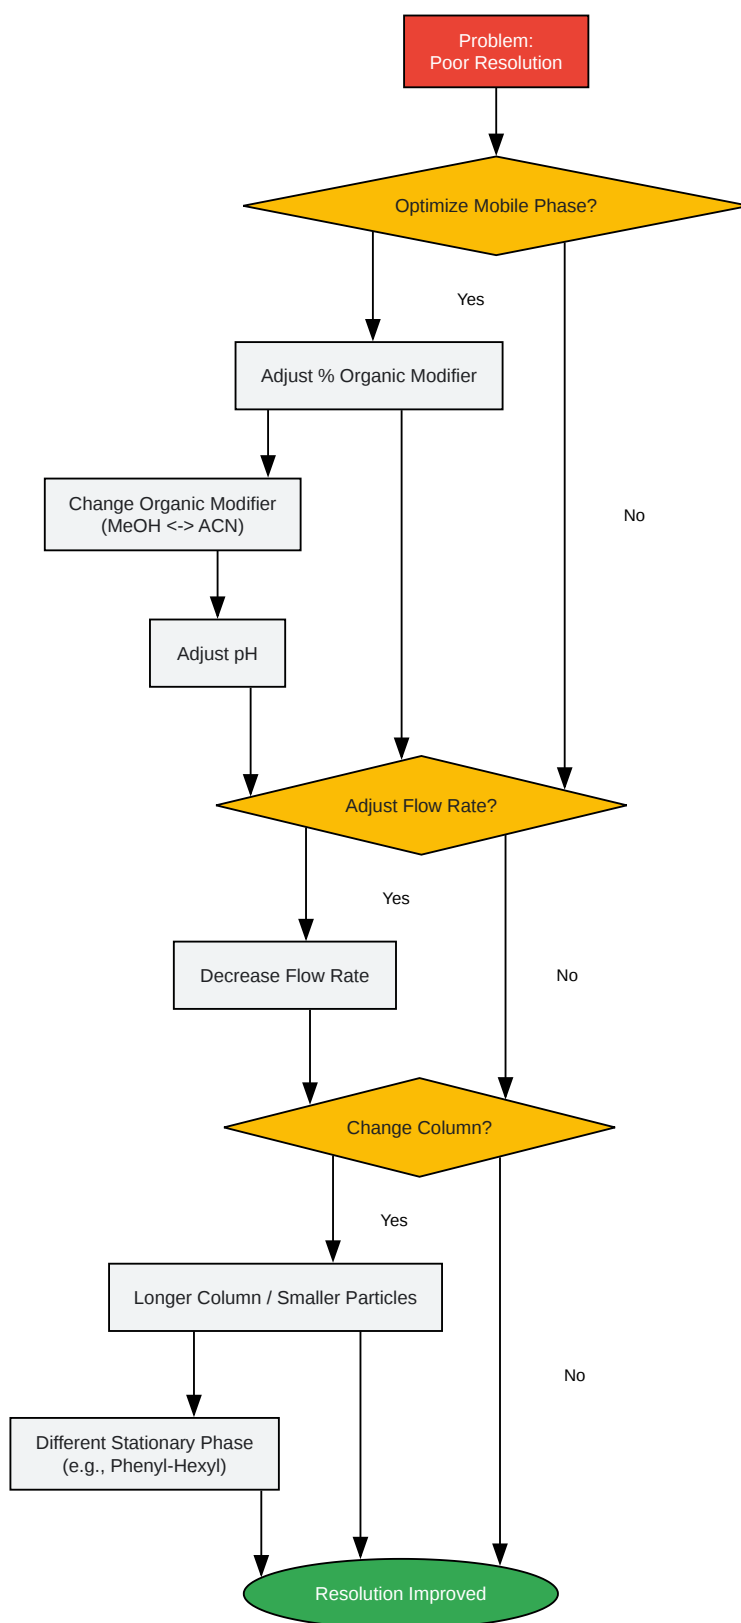 Problem:
Poor Resolution
Optimize Mobile Phase?
Yes
Adjust % Organic Modifier
Change Organic Modifier
(MeOH <-> ACN)
No
Adjust pH
Adjust Flow Rate?
Yes
Decrease Flow Rate
No
Change Column?
Yes
Longer Column / Smaller Particles
No
Different Stationary Phase
(e.g., Phenyl-Hexyl)
Resolution Improved